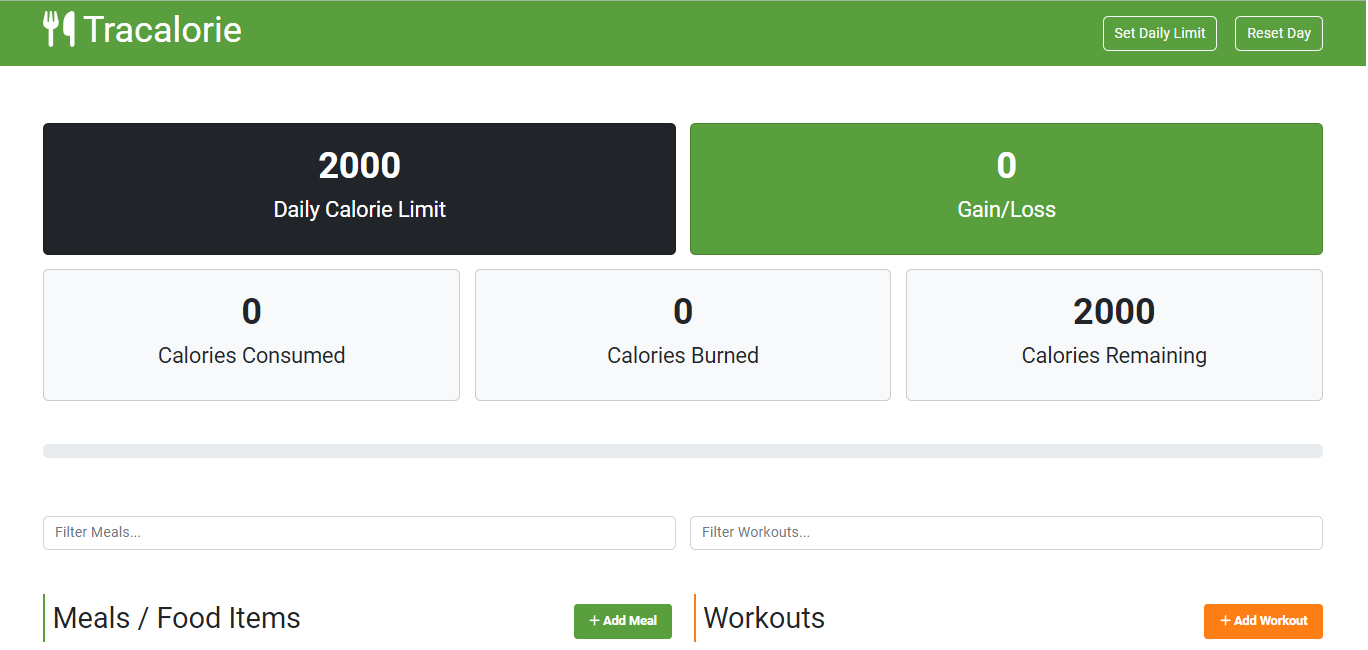 Tracalorie
Set Daily Limit
Reset Day
2000
Daily Calorie Limit
0
Gain/Loss
0
Calories Consumed
0
Calories Burned
2000
Calories Remaining
Filter Meals...
Filter Workouts...
Meals / Food Items
+ Add Meal
Workouts
+ Add Workout